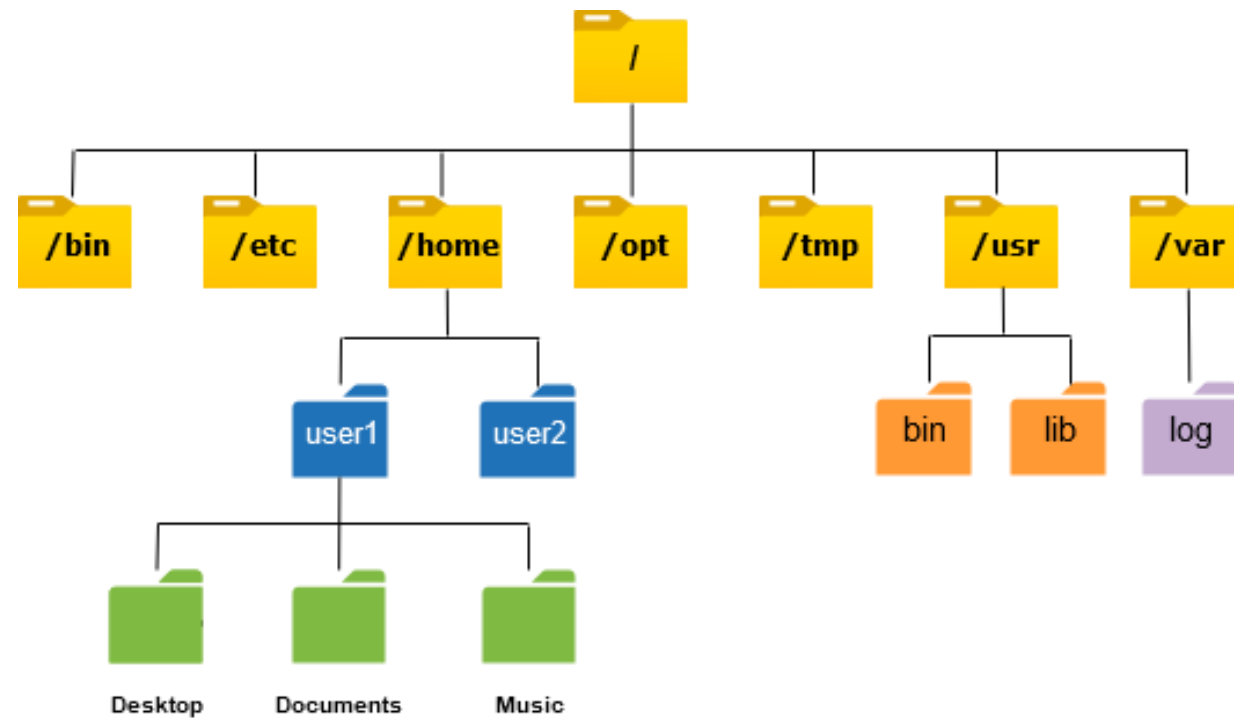 /
/bin /etc /home /opt /tmp /usr /var
user1 user2 bin lib log
Desktop Documents Music